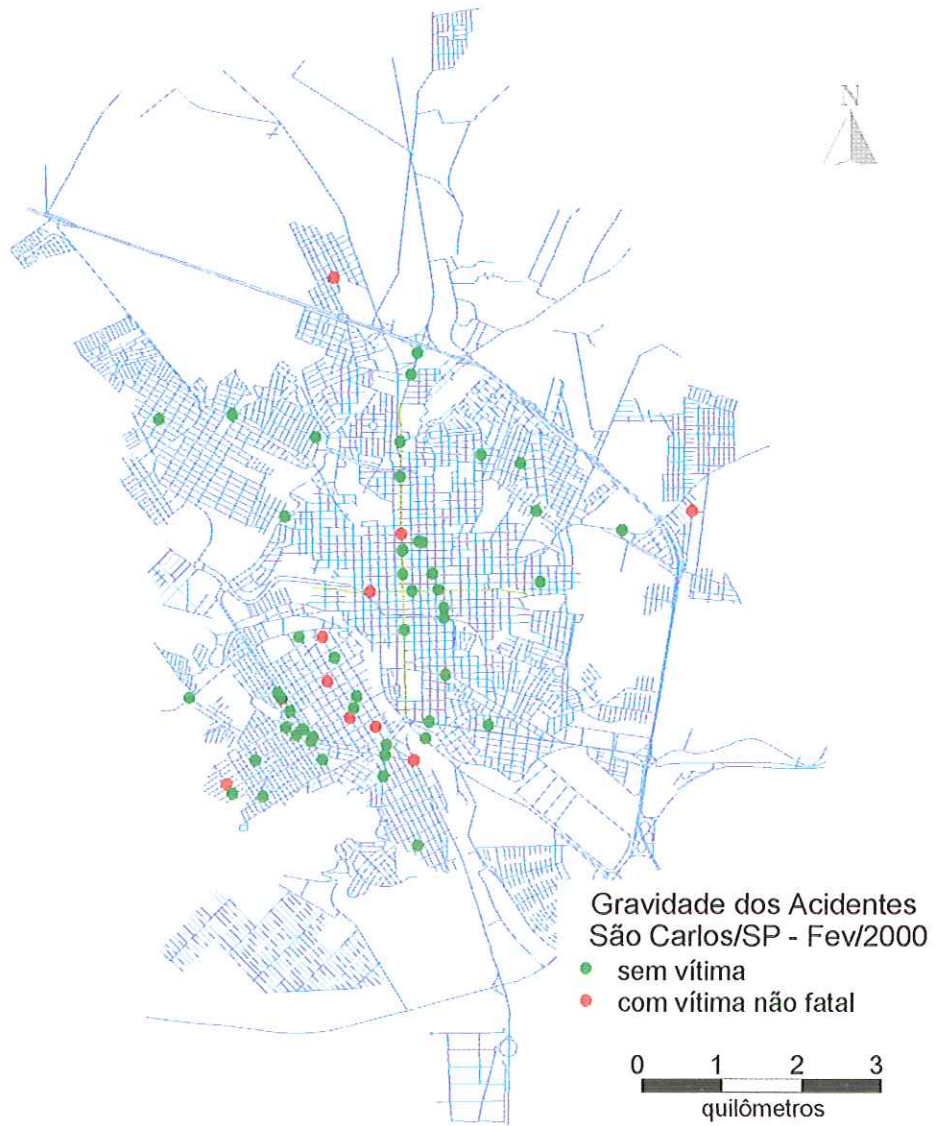 N
Gravidade dos Acidentes
São Carlos/SP - Fev/2000
sem vítima
com vítima não fatal
0 1 2 3
quilômetros